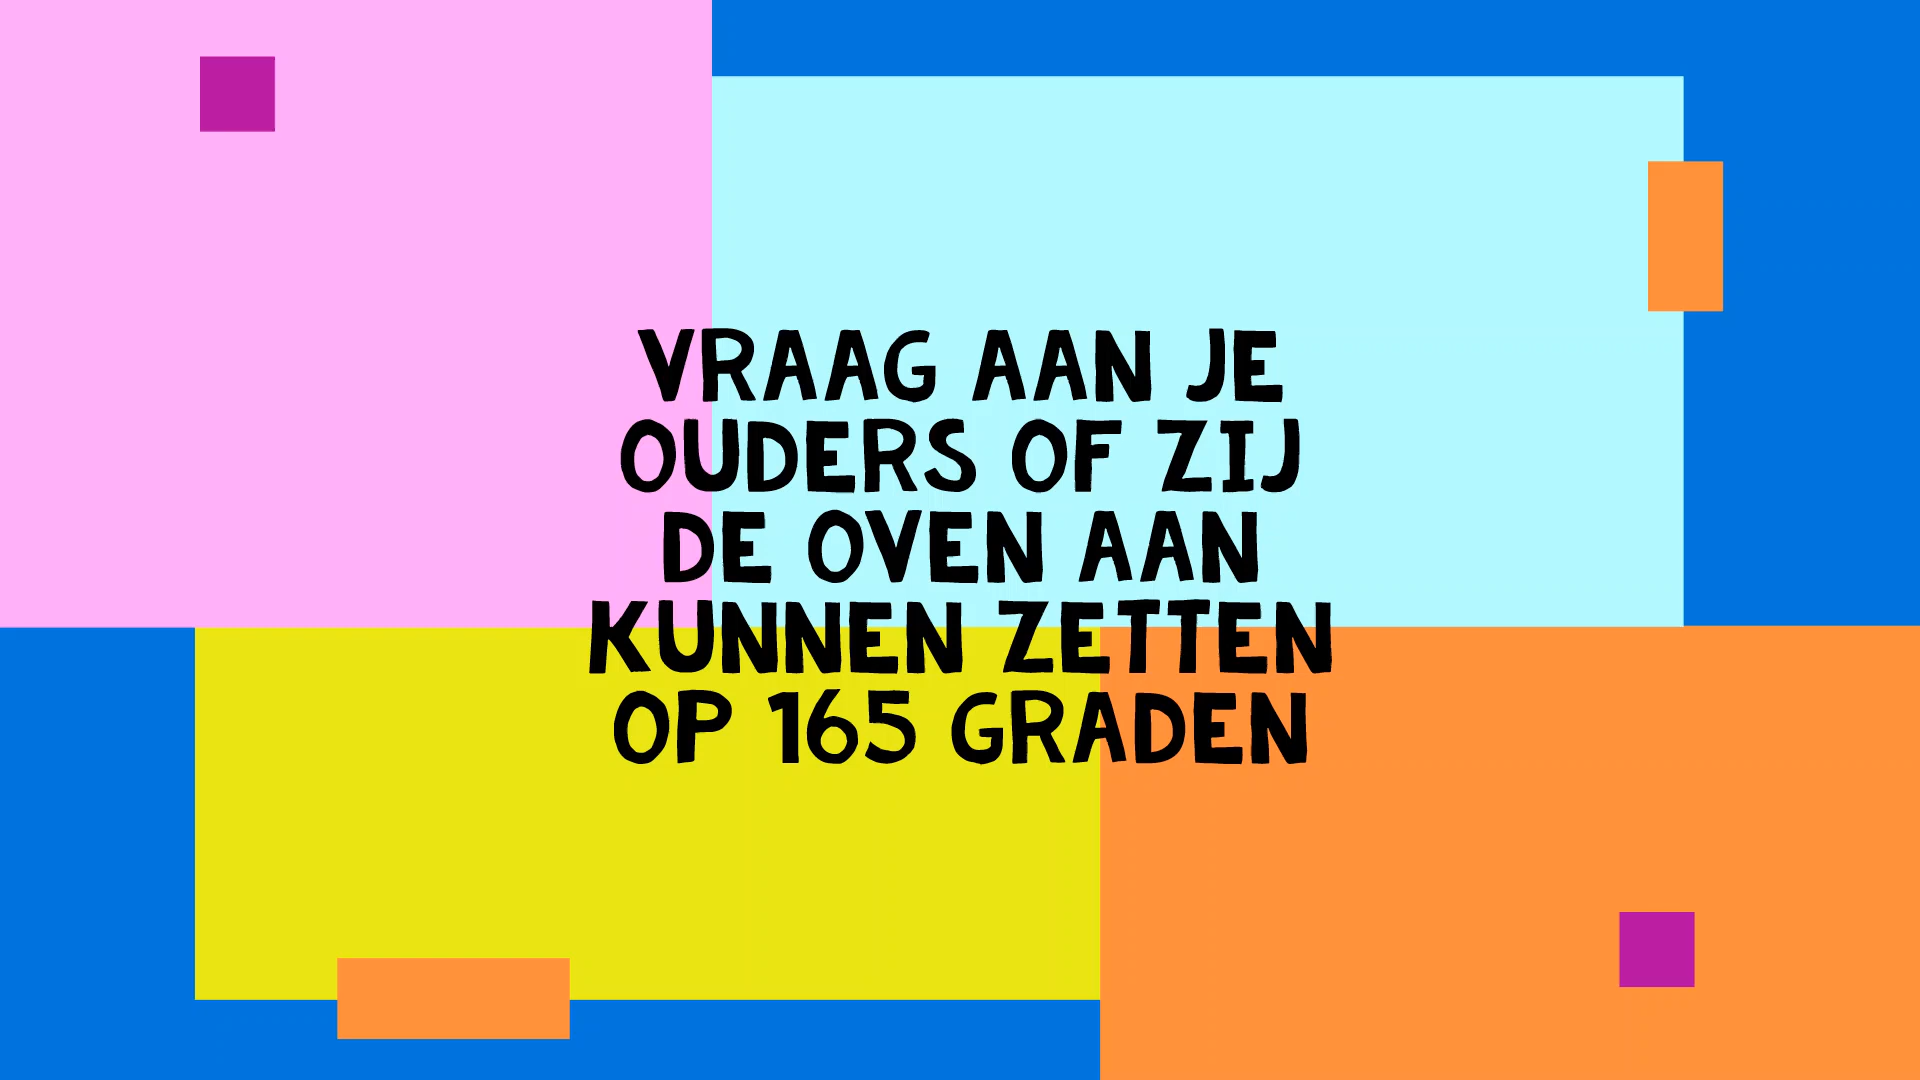 VRAAG AAN JE
OUDERS OF ZIJ
DE OVEN AAN
KUNNEN ZETTEN
OP 165 GRADEN